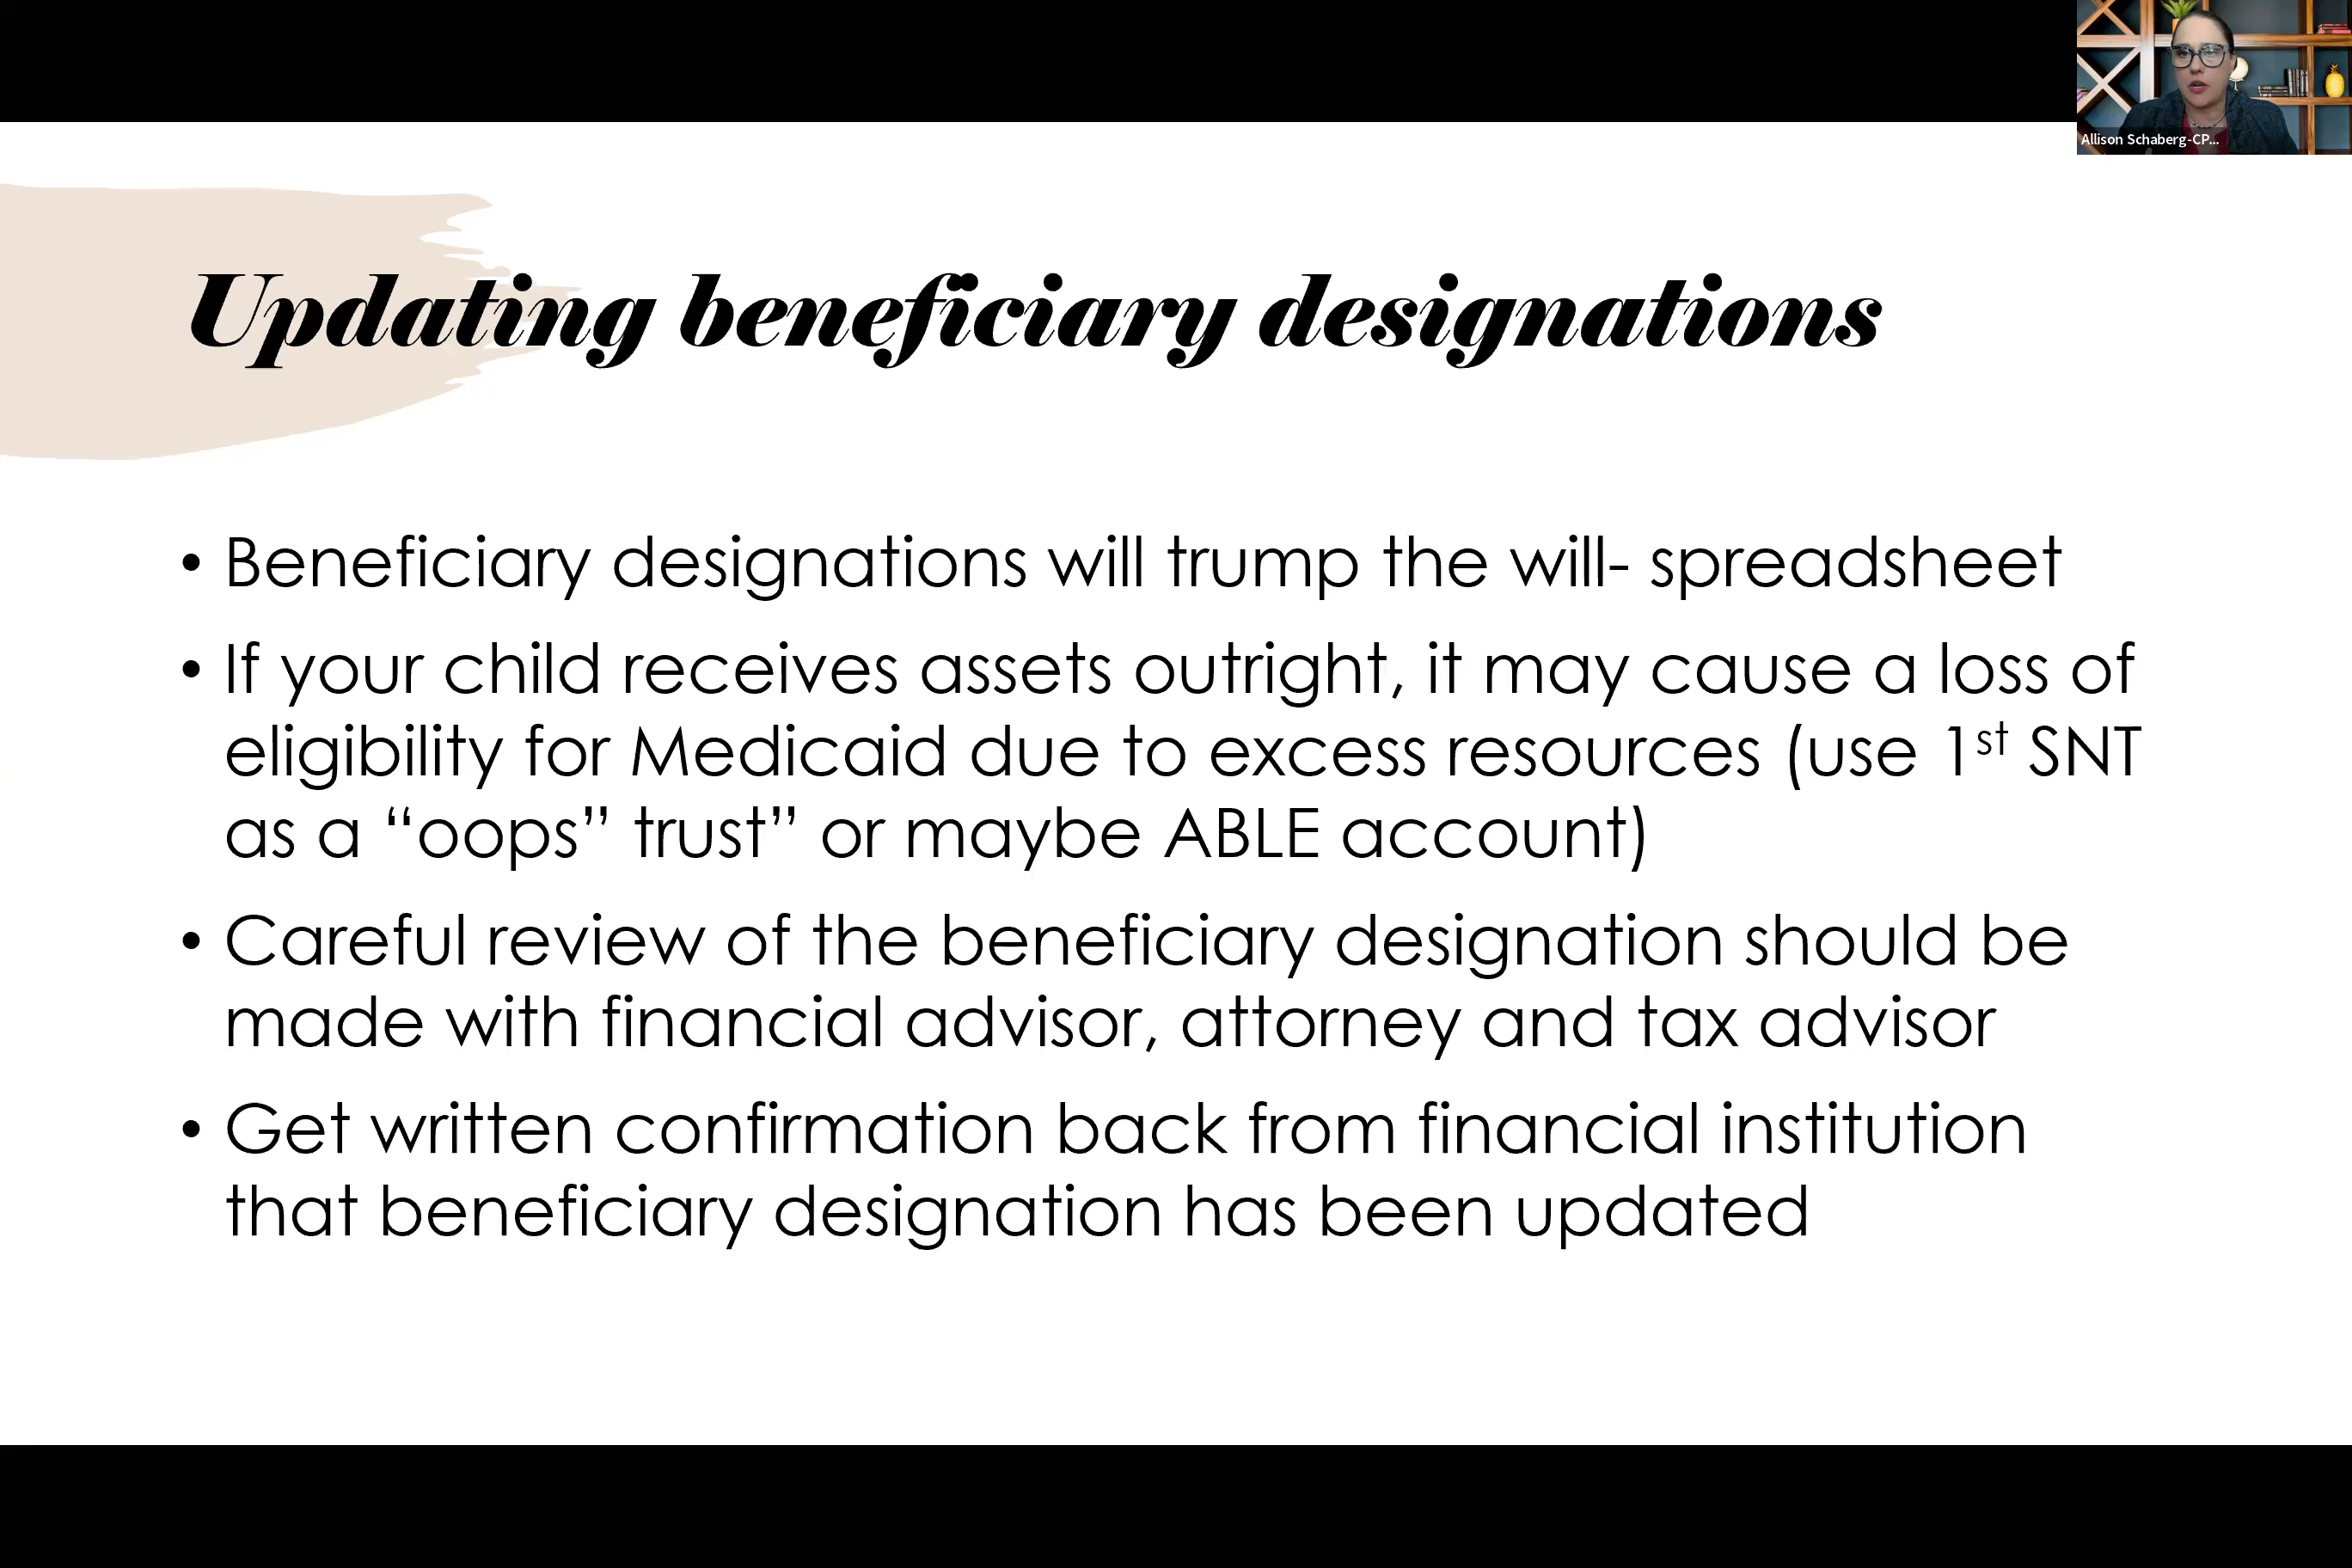 Allison Schaberg-CP...
Updating beneficiary designations
• Beneficiary designations will trump the will- spreadsheet
• If your child receives assets outright, it may cause a loss of
eligibility for Medicaid due to excess resources (use 1st SNT
as a “oops” trust” or maybe ABLE account)
• Careful review of the beneficiary designation should be
made with financial advisor, attorney and tax advisor
• Get written confirmation back from financial institution
that beneficiary designation has been updated